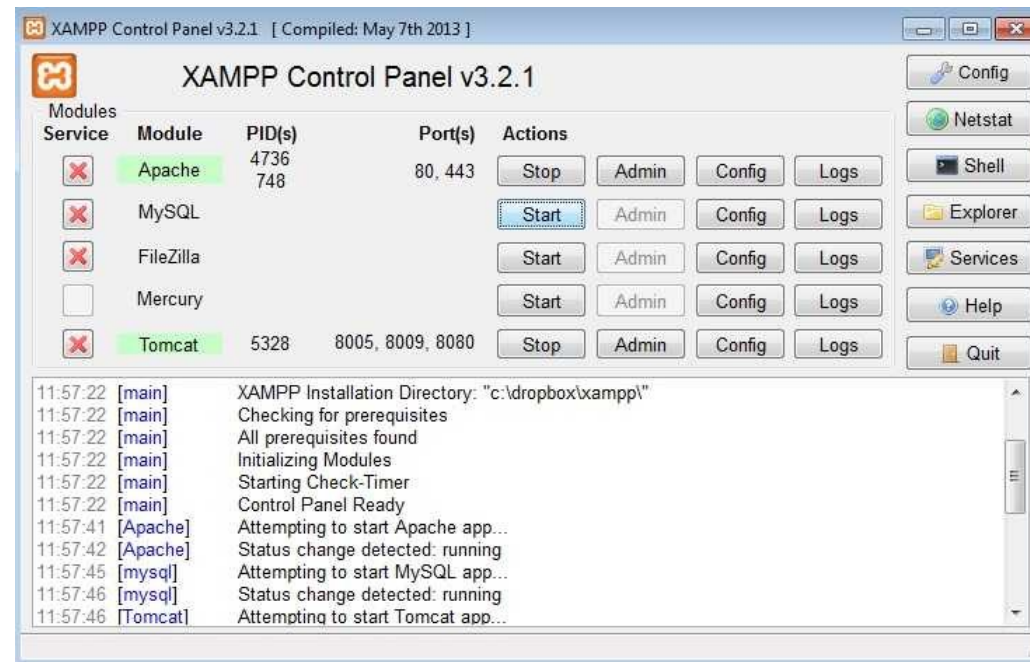 XAMPP Control Panel v3.2.1 [ Compiled: May 7th 2013 ]
XAMPP Control Panel v3.2.1
Config
Modules
Service Module PID(s) Port(s) Actions
Netstat
Apache 4736 748 80, 443 Stop Admin Config Logs
Shell
MySQL Start Admin Config Logs
Explorer
FileZilla Start Admin Config Logs
Services
Mercury Start Admin Config Logs
Help
Tomcat 5328 8005, 8009, 8080 Stop Admin Config Logs
Quit
11:57:22 [main] XAMPP Installation Directory: "c:\dropbox\xampp\"
11:57:22 [main] Checking for prerequisites
11:57:22 [main] All prerequisites found
11:57:22 [main] Initializing Modules
11:57:22 [main] Starting Check-Timer
11:57:22 [main] Control Panel Ready
11:57:41 [Apache] Attempting to start Apache app...
11:57:42 [Apache] Status change detected: running
11:57:45 [mysql] Attempting to start MySQL app...
11:57:46 [mysql] Status change detected: running
11:57:46 [Tomcat] Attempting to start Tomcat app...